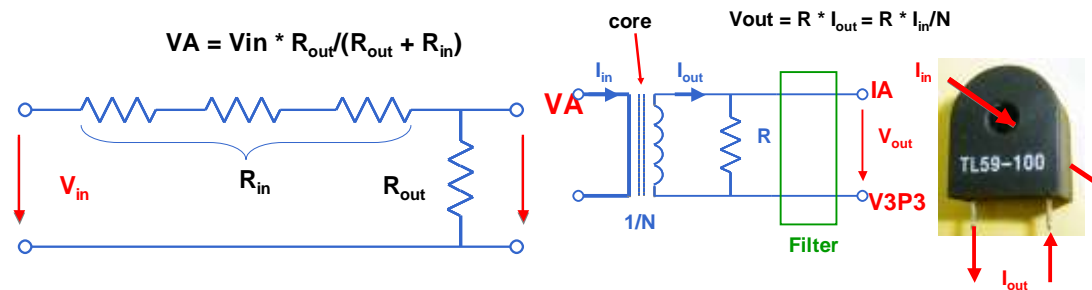 VA = Vin * Rout/(Rout + Rin)
Vin
Rin
Rout
core
Vout = R * Iout = R * Iin/N
Iin
Iout
VA
R
IA
Vout
V3P3
1/N
Filter
Iin
TL59-100
Iout